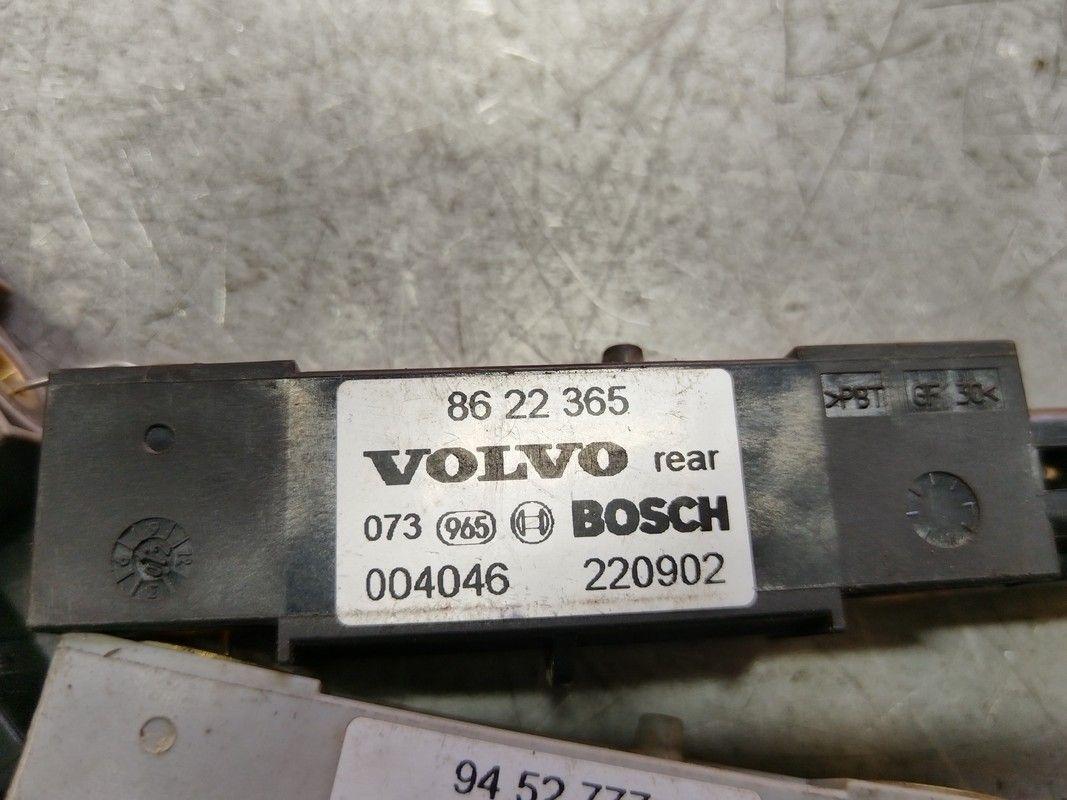 86 22 365
VOLVO rear
073 965 BOSCH
004046 220902
>PBT GF 30<
94 52 777